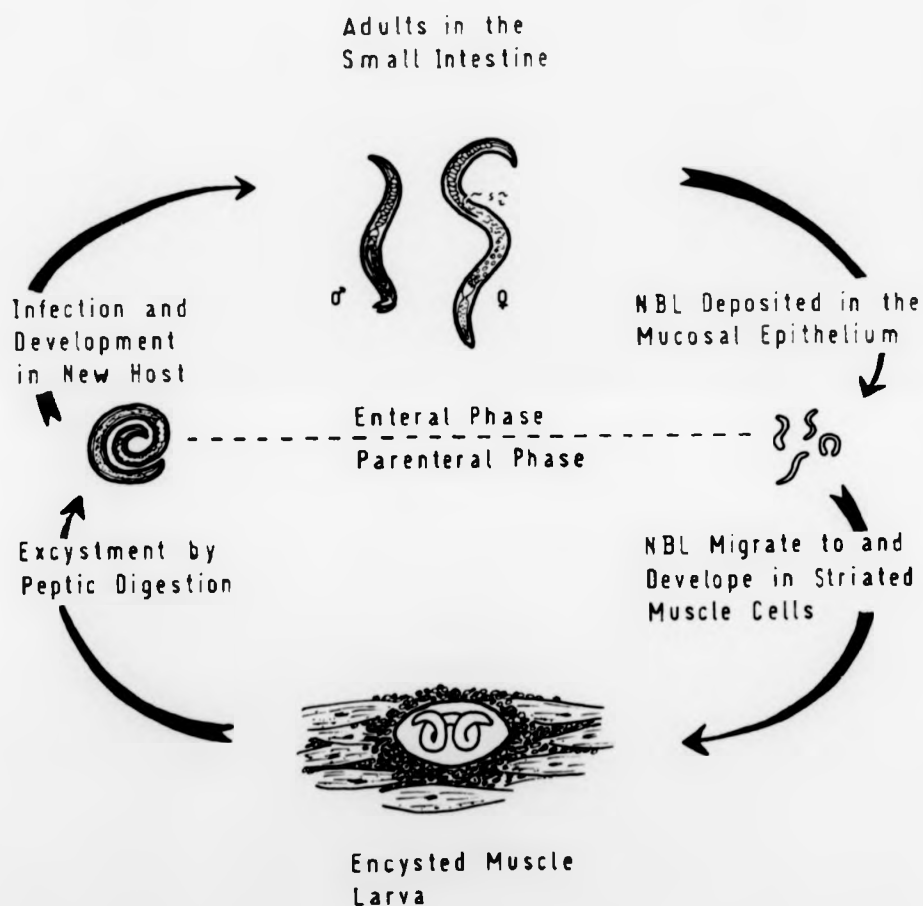 Adults in the
Small Intestine
♂
♀
Infection and
Development
in New Host
NBL Deposited in the
Mucosal Epithelium
Enteral Phase
Parenteral Phase
Excystment by
Peptic Digestion
NBL Migrate to and
Develope in Striated
Muscle Cells
Encysted Muscle
Larva